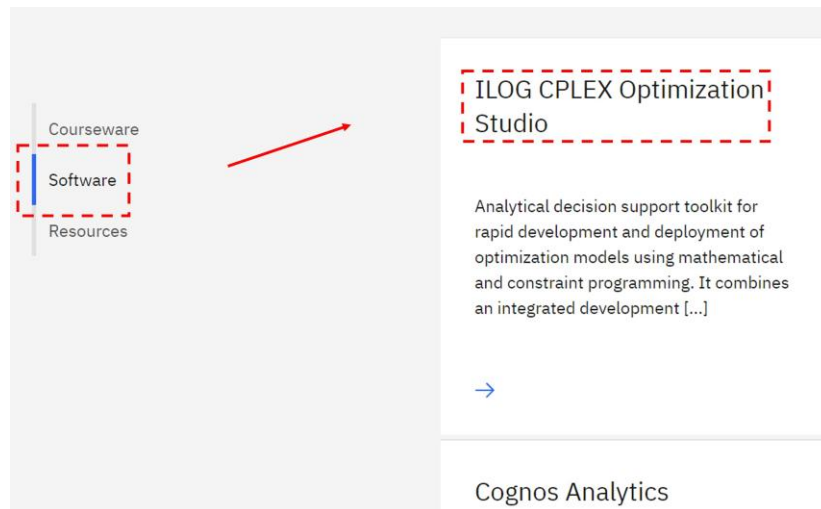 Courseware
Software
Resources
ILOG CPLEX Optimization
Studio
Analytical decision support toolkit for
rapid development and deployment of
optimization models using mathematical
and constraint programming. It combines
an integrated development [...]
Cognos Analytics